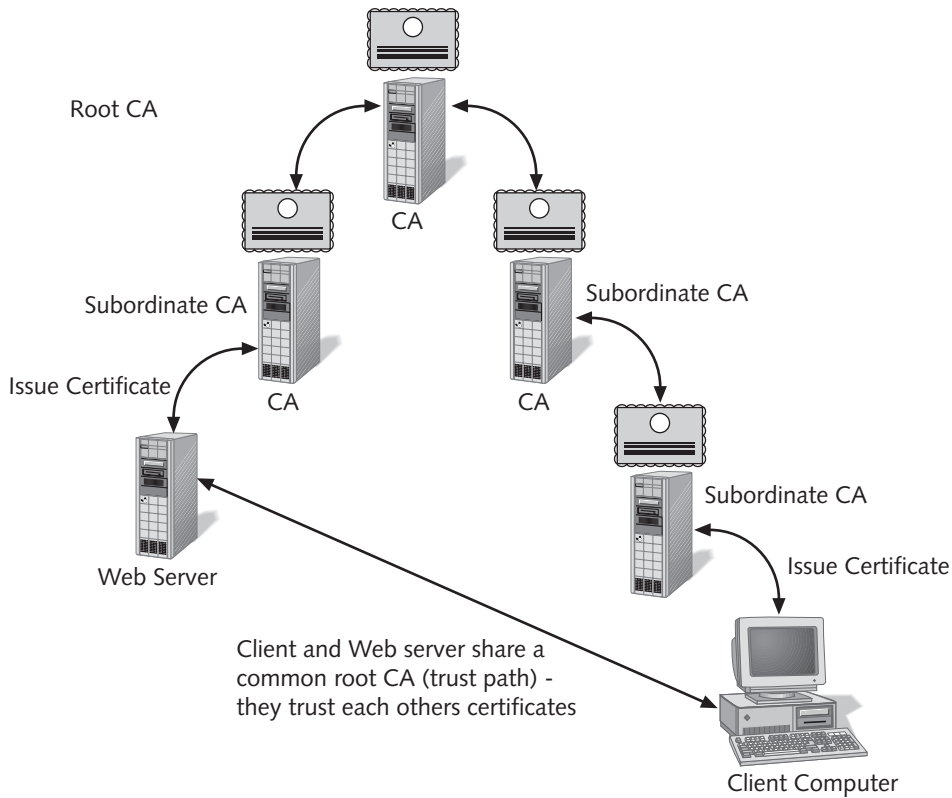 Root CA
CA
Subordinate CA
CA
Subordinate CA
CA
Issue Certificate
Web Server
Subordinate CA
Issue Certificate
Client and Web server share a
common root CA (trust path) -
they trust each others certificates
Client Computer